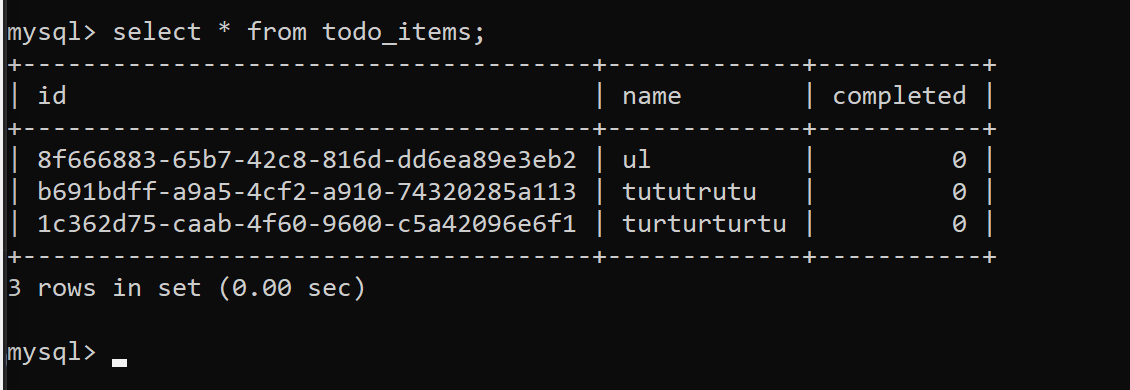 mysql> select * from todo_items;
+--------------------------------------+-------------+-----------+
| id                                   | name        | completed |
+--------------------------------------+-------------+-----------+
| 8f666883-65b7-42c8-816d-dd6ea89e3eb2 | ul          |         0 |
| b691bdff-a9a5-4cf2-a910-74320285a113 | tututrutu   |         0 |
| 1c362d75-caab-4f60-9600-c5a42096e6f1 | turturturtu |         0 |
+--------------------------------------+-------------+-----------+
3 rows in set (0.00 sec)
mysql>